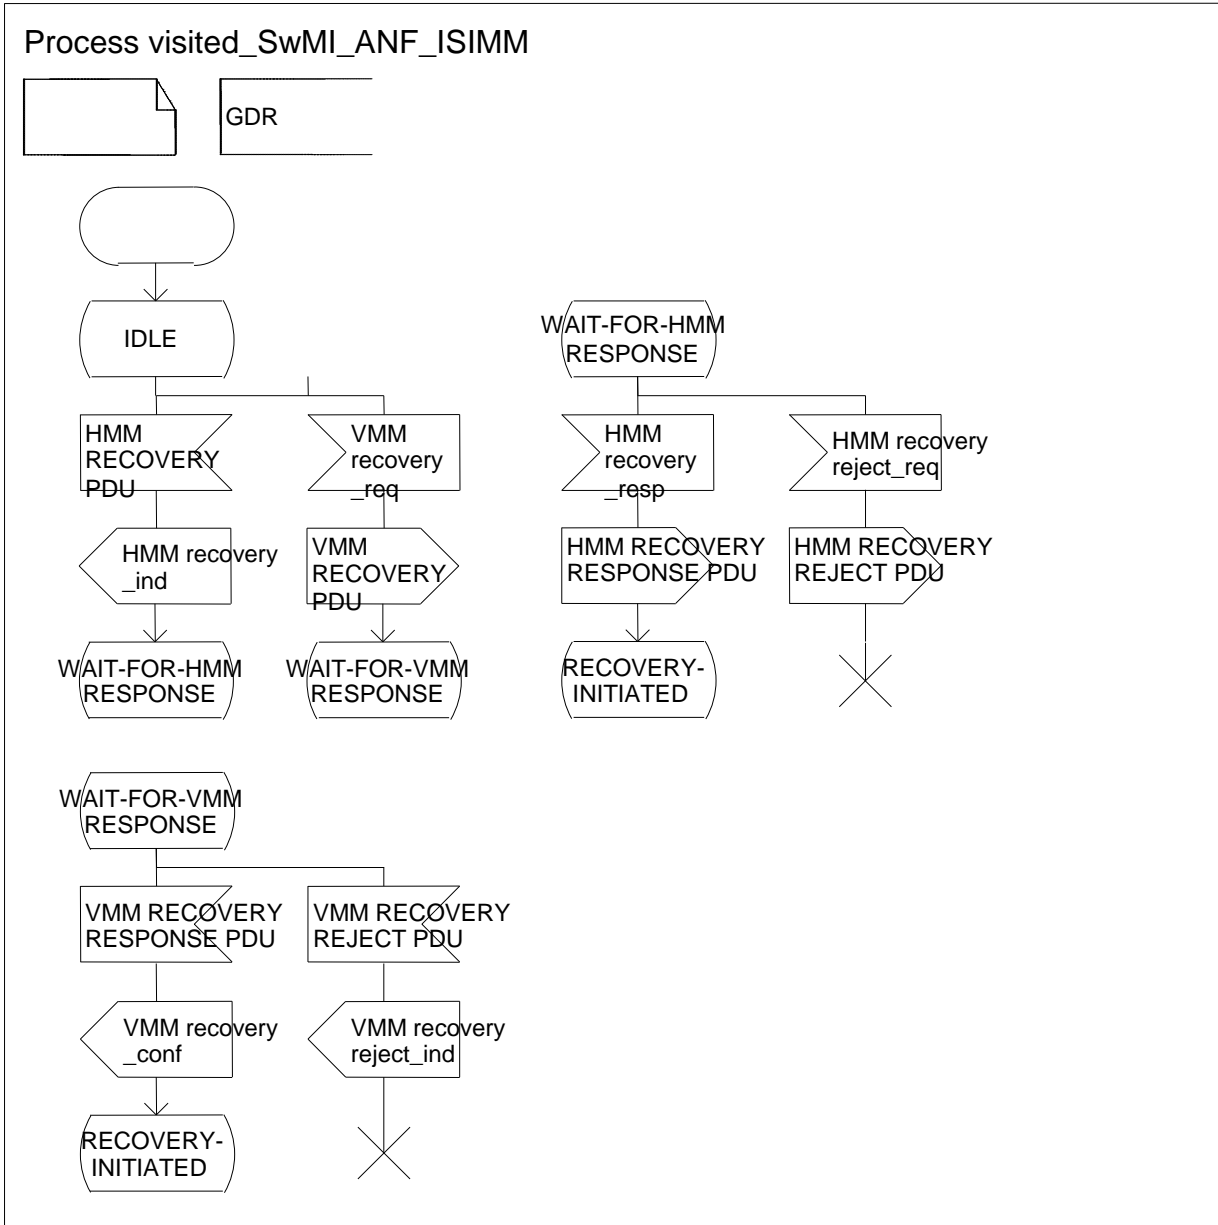 Process visited_SwMI_ANF_ISIMM
GDR
IDLE
HMM
RECOVERY
PDU
VMM
recovery
_req
HMM recovery
_ind
VMM
RECOVERY
PDU
WAIT-FOR-HMM
RESPONSE
WAIT-FOR-VMM
RESPONSE
WAIT-FOR-HMM
RESPONSE
HMM
recovery
_resp
HMM recovery
reject_req
HMM RECOVERY
RESPONSE PDU
HMM RECOVERY
REJECT PDU
RECOVERY-
INITIATED
WAIT-FOR-VMM
RESPONSE
VMM RECOVERY
RESPONSE PDU
VMM RECOVERY
REJECT PDU
VMM recovery
_conf
VMM recovery
reject_ind
RECOVERY-
INITIATED